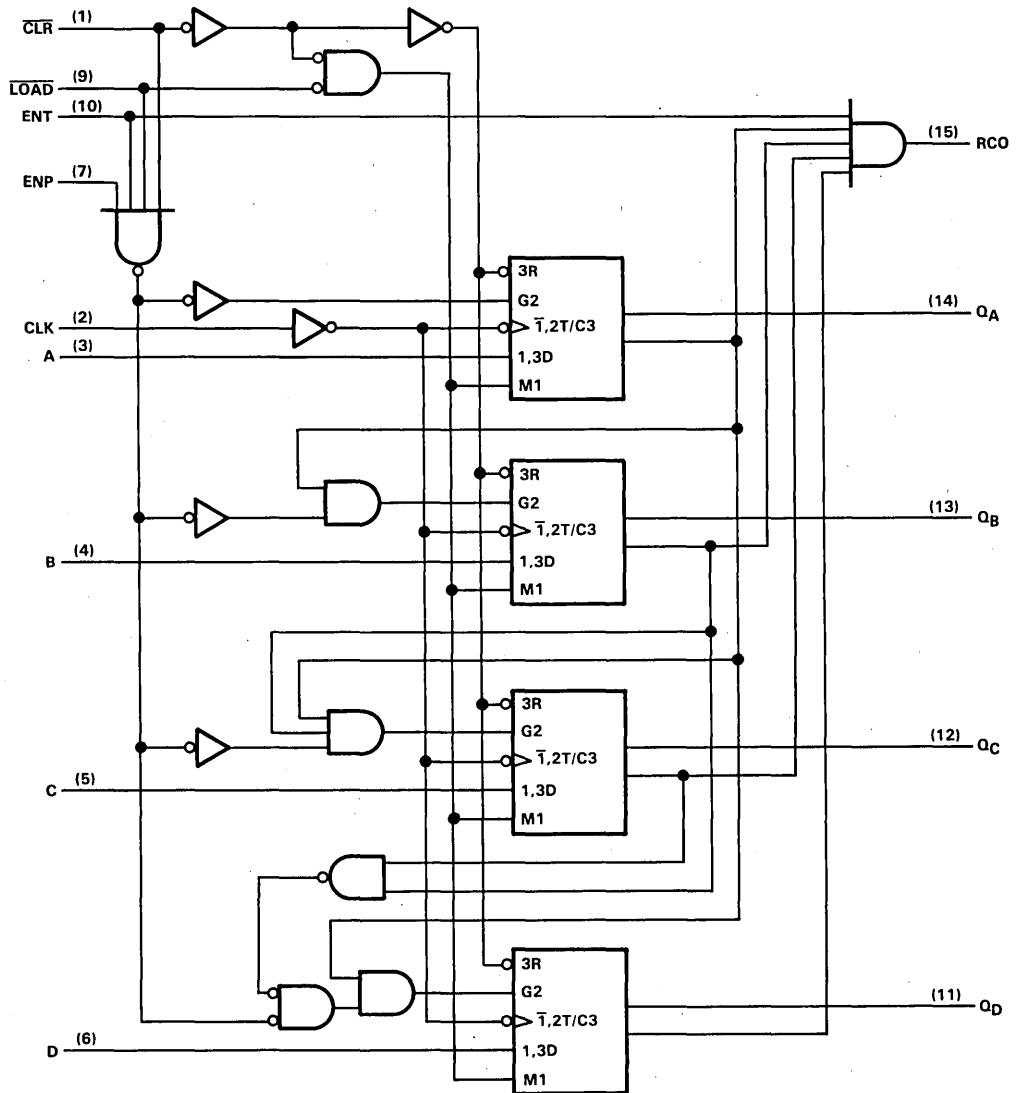 CLR (1)
LOAD (9)
ENT (10)
(15) RCO
ENP (7)
3R
G2
CLK (2)
1,2T/C3
(14) QA
A (3)
1,3D
M1
3R
G2
1,2T/C3
(13) QB
B (4)
1,3D
M1
3R
G2
1,2T/C3
(12) QC
C (5)
1,3D
M1
3R
G2
1,2T/C3
(11) QD
D (6)
1,3D
M1